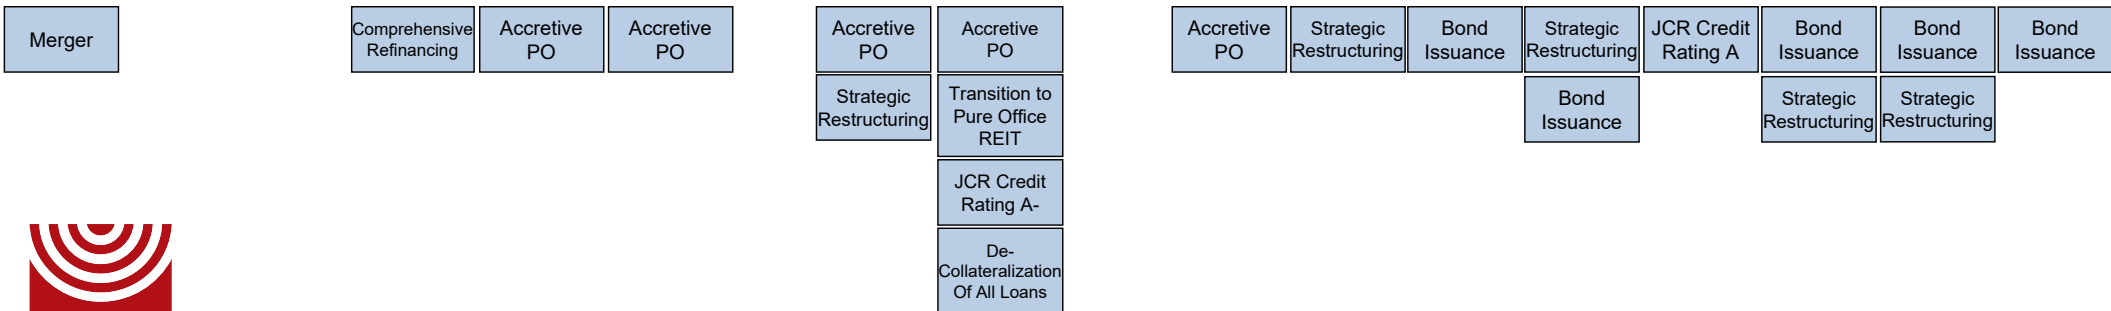 Merger
Comprehensive
Refinancing
Accretive
PO
Accretive
PO
Accretive
PO
Accretive
PO
Accretive
PO
Strategic
Restructuring
Bond
Issuance
Strategic
Restructuring
JCR Credit
Rating A
Bond
Issuance
Bond
Issuance
Bond
Issuance
Strategic
Restructuring
Transition to
Pure Office
REIT
Bond
Issuance
Strategic
Restructuring
Strategic
Restructuring
JCR Credit
Rating A-
De-
Collateralization
Of All Loans